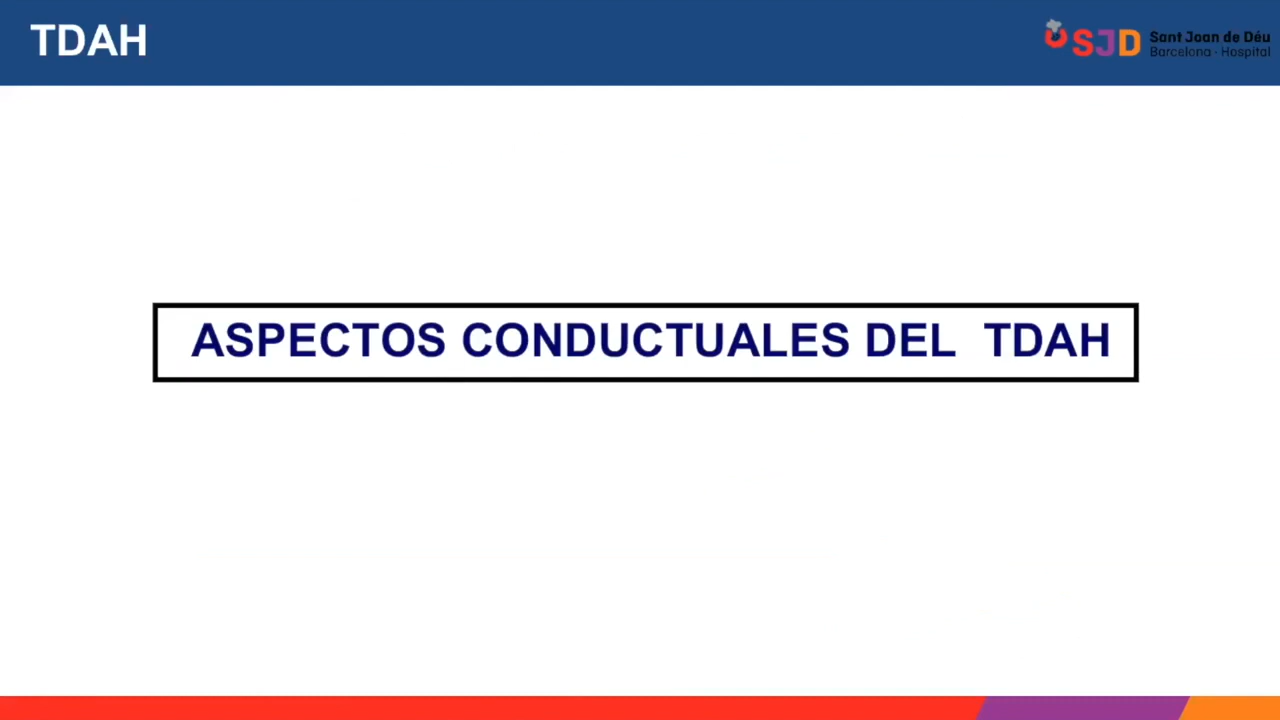 TDAH
SJD
Sant Joan de Déu
Barcelona - Hospital
ASPECTOS CONDUCTUALES DEL TDAH